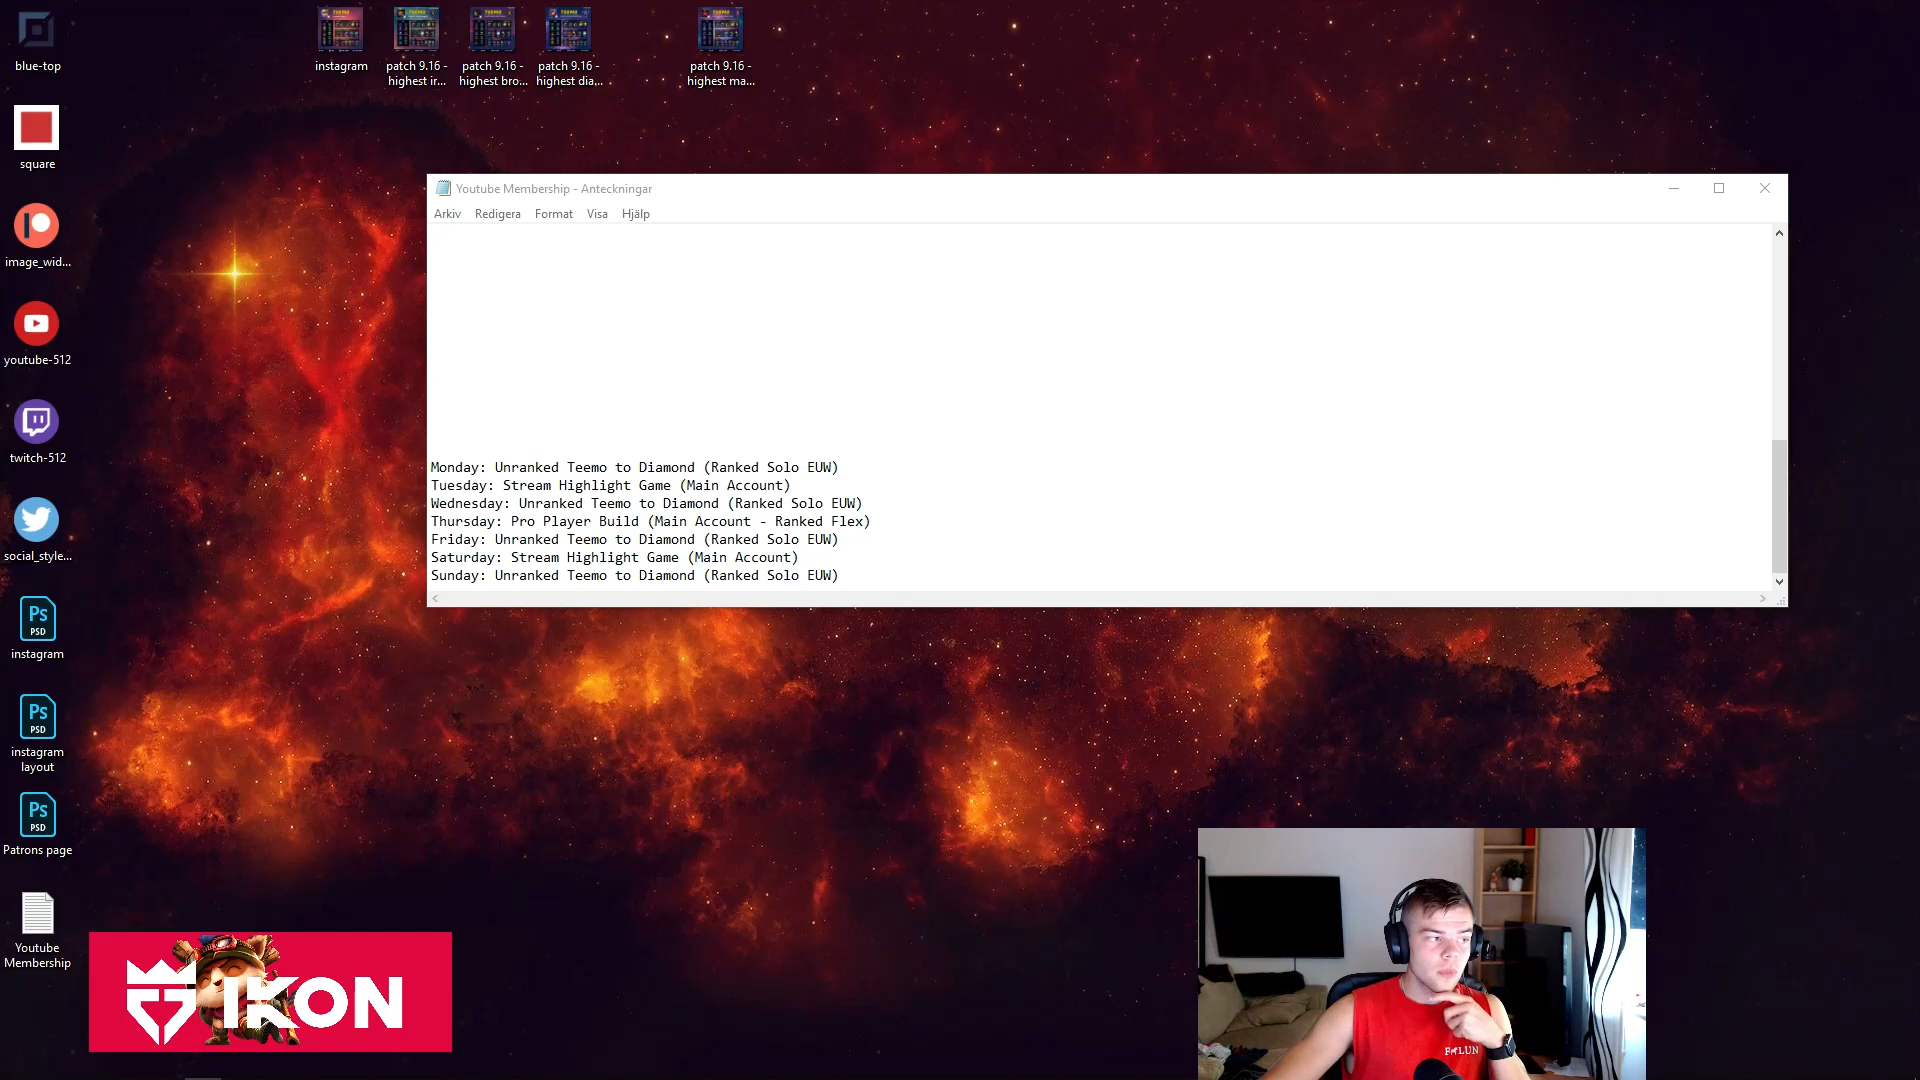 blue-top
instagram
patch 9.16 -
highest ir...
patch 9.16 -
highest bro...
patch 9.16 -
highest dia,...
patch 9.16 -
highest ma...
square
image_wid...
youtube-512
twitch-512
social_style...
Ps
PSD
instagram
Ps
PSD
instagram
layout
Ps
PSD
Patrons page
Youtube
Membership
Youtube Membership - Anteckningar
Arkiv Redigera Format Visa Hjälp
Monday: Unranked Teemo to Diamond (Ranked Solo EUW)
Tuesday: Stream Highlight Game (Main Account)
Wednesday: Unranked Teemo to Diamond (Ranked Solo EUW)
Thursday: Pro Player Build (Main Account - Ranked Flex)
Friday: Unranked Teemo to Diamond (Ranked Solo EUW)
Saturday: Stream Highlight Game (Main Account)
Sunday: Unranked Teemo to Diamond (Ranked Solo EUW)
IKON